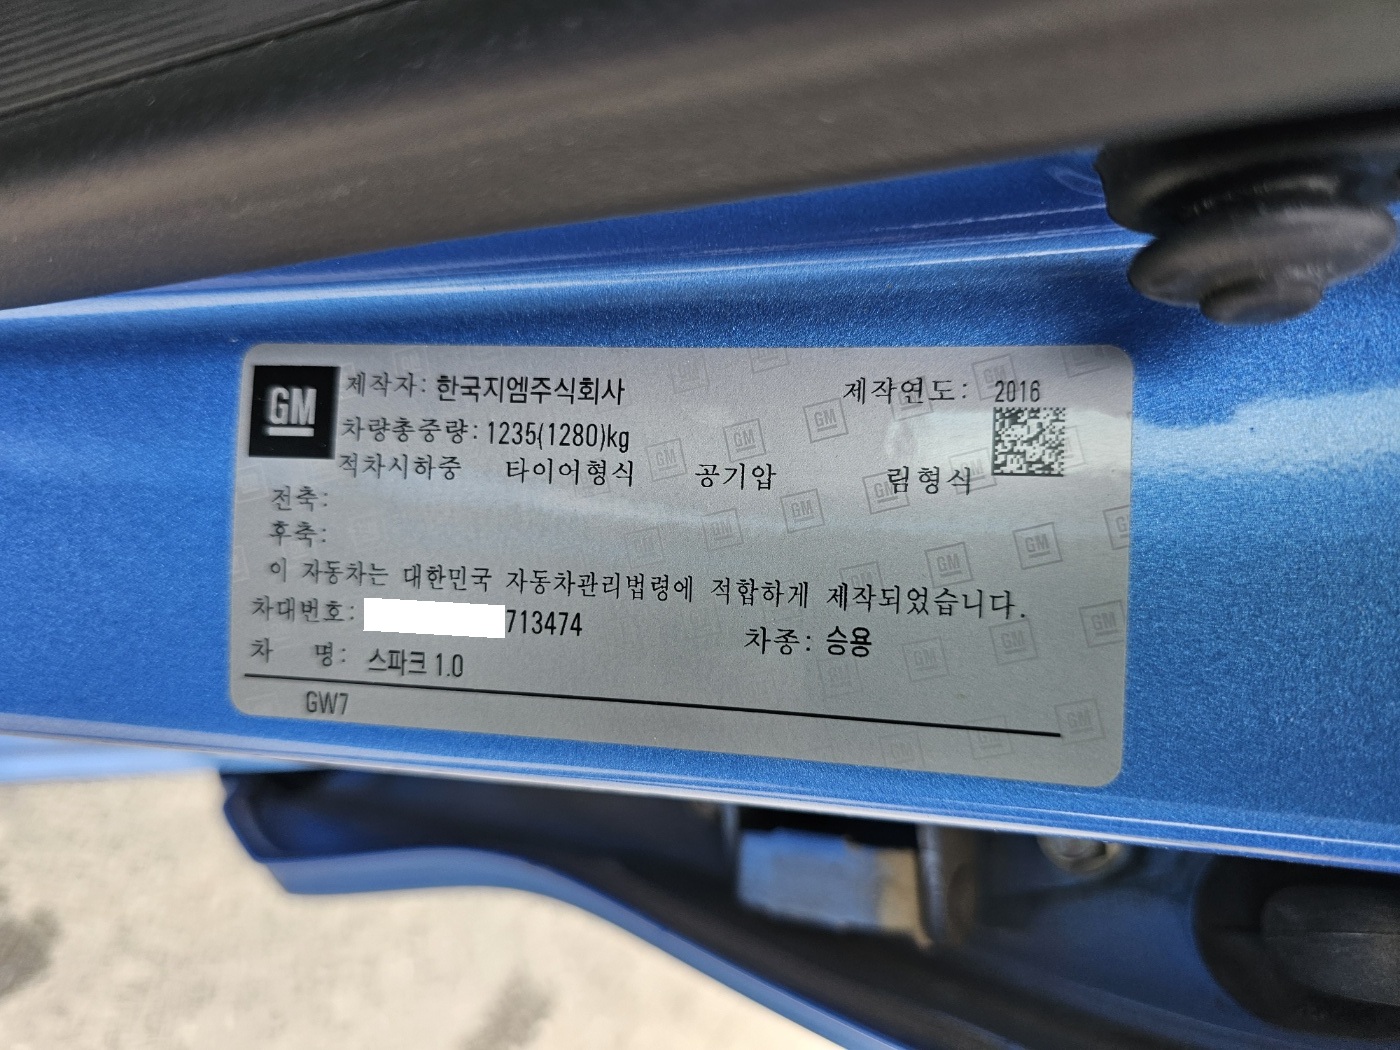 GM 제작자: 한국지엠주식회사 제작연도: 2016
차량총중량: 1235(1280)kg
적차시하중 타이어형식 공기압 림형식
전축:
후축:
이 자동차는 대한민국 자동차관리법령에 적합하게 제작되었습니다.
차대번호: 713474 차종: 승용
차 명: 스파크 1.0
GW7